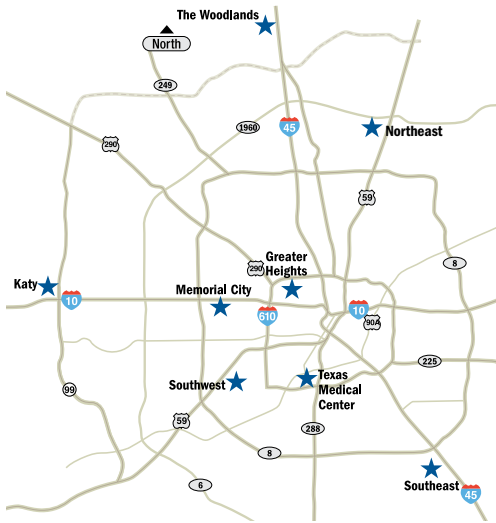 The Woodlands
North
249
45
1960
Northeast
290
59
Greater
Heights
290
8
Katy
Memorial City
10
610
10
90A
225
Southwest
Texas
Medical
Center
99
59
288
8
Southeast
6
45